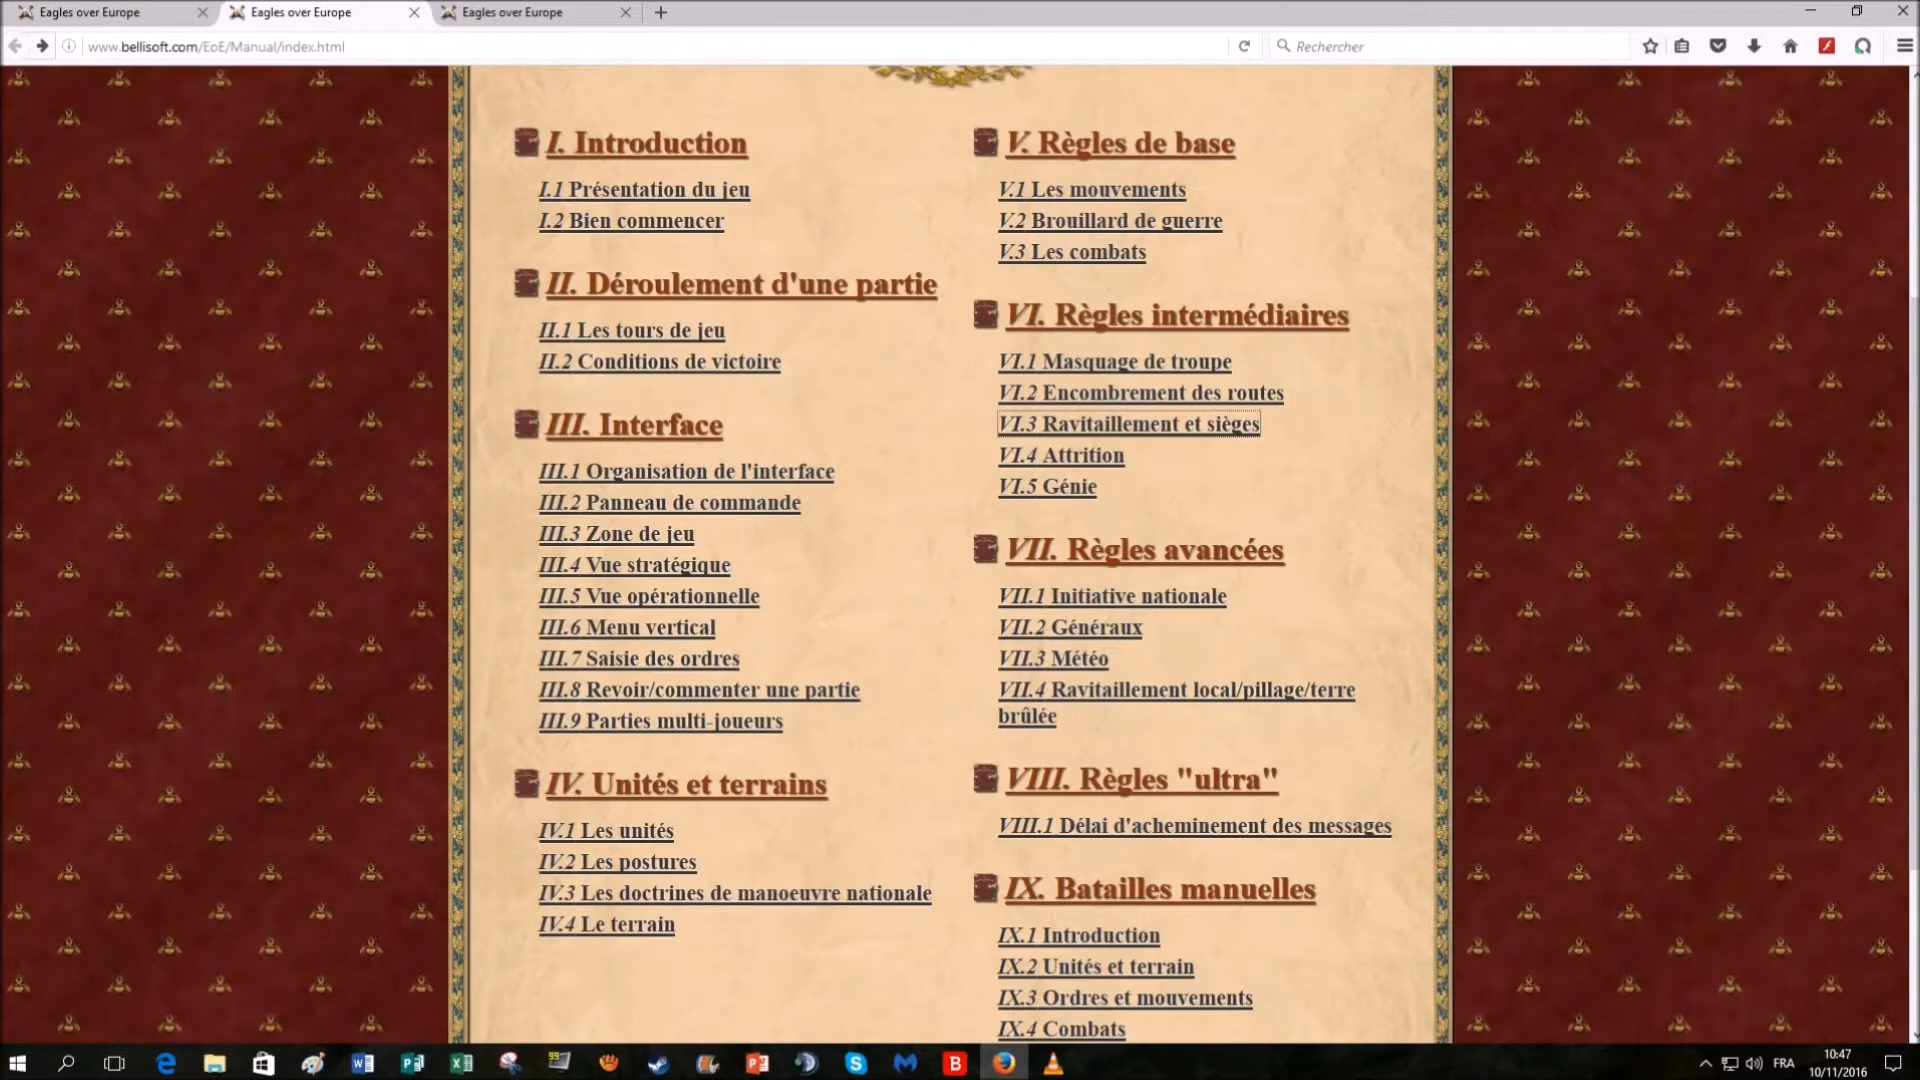 Eagles over Europe
Eagles over Europe
Eagles over Europe
www.bellisoft.com/EoE/Manual/index.html
Rechercher
I. Introduction
I.1 Présentation du jeu
I.2 Bien commencer
II. Déroulement d'une partie
II.1 Les tours de jeu
II.2 Conditions de victoire
III. Interface
III.1 Organisation de l'interface
III.2 Panneau de commande
III.3 Zone de jeu
III.4 Vue stratégique
III.5 Vue opérationnelle
III.6 Menu vertical
III.7 Saisie des ordres
III.8 Revoir/commenter une partie
III.9 Parties multi-joueurs
IV. Unités et terrains
IV.1 Les unités
IV.2 Les postures
IV.3 Les doctrines de manoeuvre nationale
IV.4 Le terrain
V. Règles de base
V.1 Les mouvements
V.2 Brouillard de guerre
V.3 Les combats
VI. Règles intermédiaires
VI.1 Masquage de troupe
VI.2 Encombrement des routes
VI.3 Ravitaillement et sièges
VI.4 Attrition
VI.5 Génie
VII. Règles avancées
VII.1 Initiative nationale
VII.2 Généraux
VII.3 Météo
VII.4 Ravitaillement local/pillage/terre
brûlée
VIII. Règles "ultra"
VIII.1 Délai d'acheminement des messages
IX. Batailles manuelles
IX.1 Introduction
IX.2 Unités et terrain
IX.3 Ordres et mouvements
IX.4 Combats
99
FRA
10:47
10/11/2016